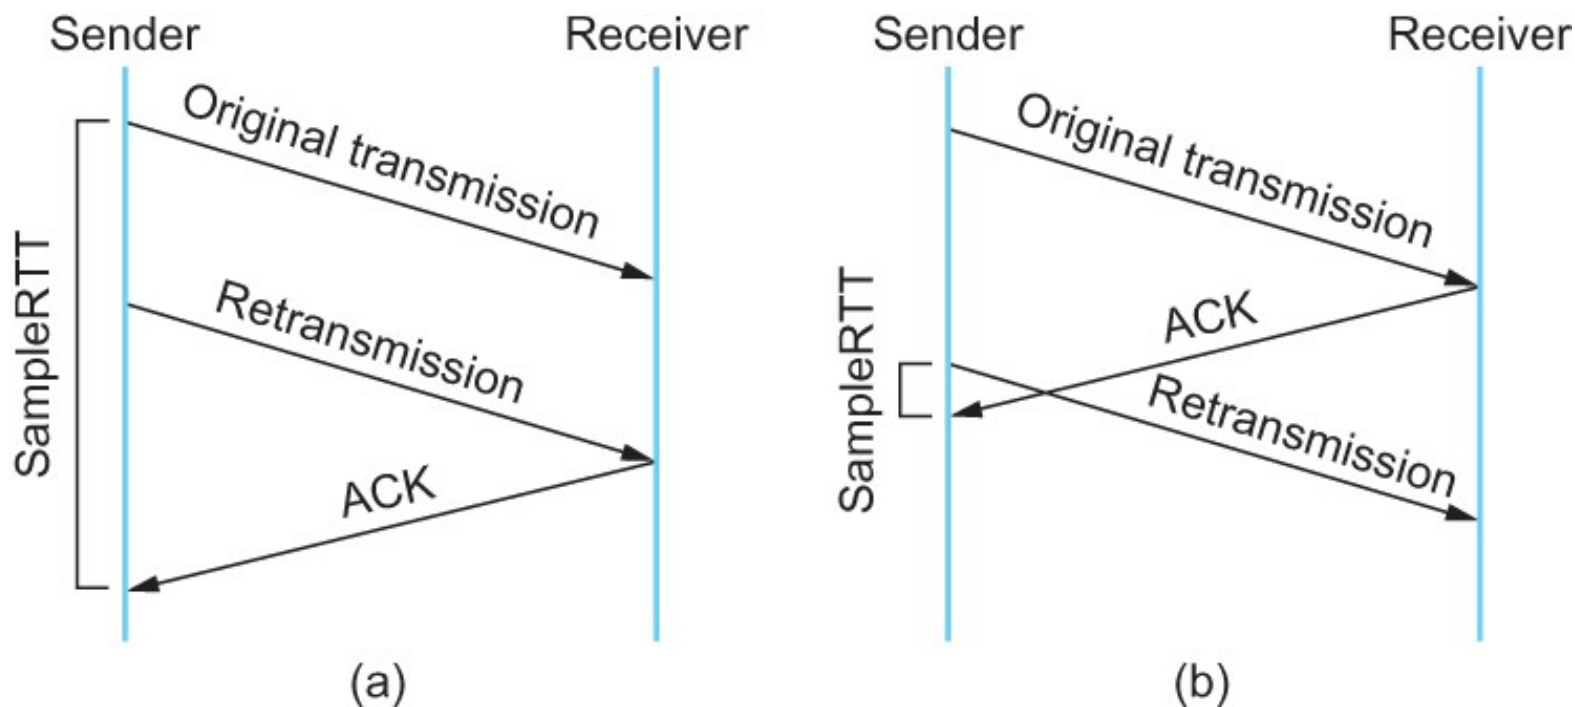 Sender
Receiver
Original transmission
Retransmission
ACK
SampleRTT
(a)
Sender
Receiver
Original transmission
ACK
Retransmission
SampleRTT
(b)